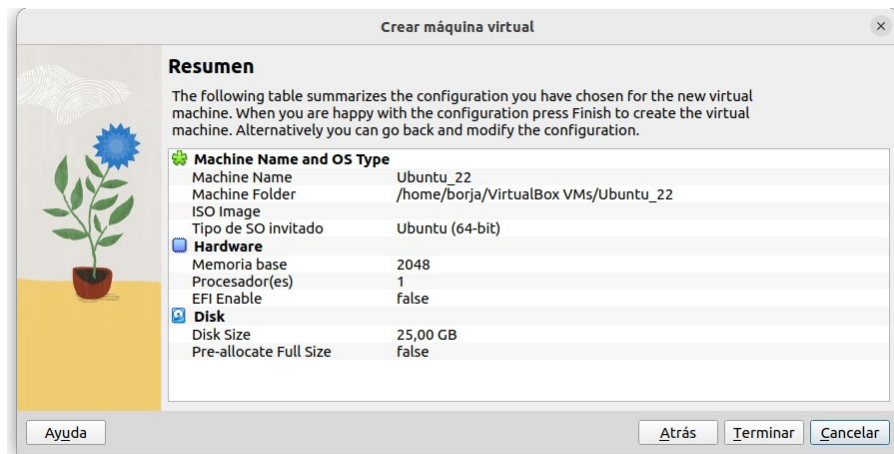 Crear máquina virtual
Resumen
The following table summarizes the configuration you have chosen for the new virtual
machine. When you are happy with the configuration press Finish to create the virtual
machine. Alternatively you can go back and modify the configuration.
Machine Name and OS Type
Machine Name Ubuntu_22
Machine Folder /home/borja/VirtualBox VMs/Ubuntu_22
ISO Image
Tipo de SO invitado Ubuntu (64-bit)
Hardware
Memoria base 2048
Procesador(es) 1
EFI Enable false
Disk
Disk Size 25,00 GB
Pre-allocate Full Size false
Ayuda Atrás Terminar Cancelar